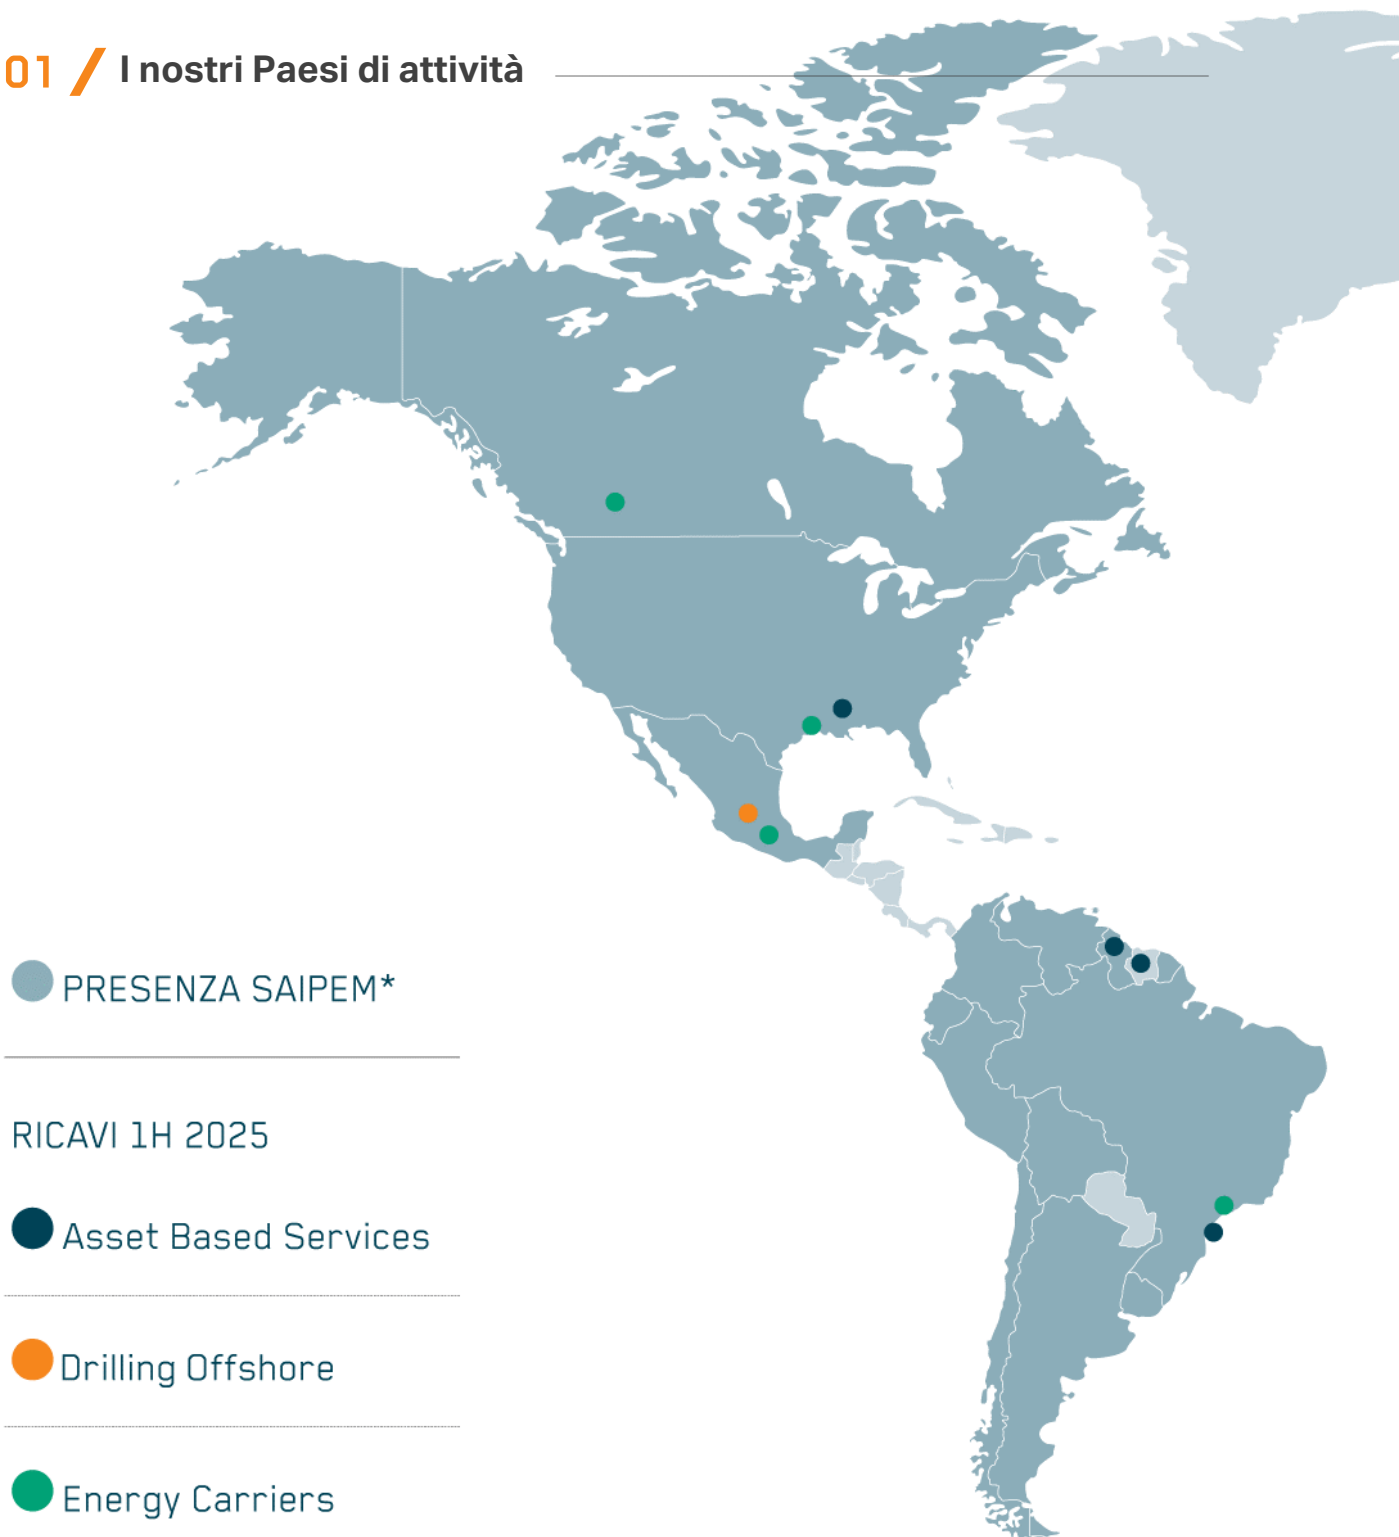 01 / I nostri Paesi di attività
PRESENZA SAIPEM*
RICAVI 1H 2025
Asset Based Services
Drilling Offshore
Energy Carriers